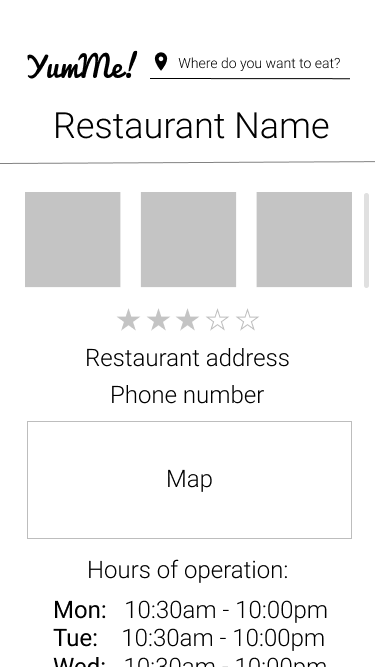 YumMe! Where do you want to eat?
Restaurant Name
Restaurant address
Phone number
Map
Hours of operation:
Mon: 10:30am - 10:00pm
Tue: 10:30am - 10:00pm
Wed: 10:30am - 10:00pm